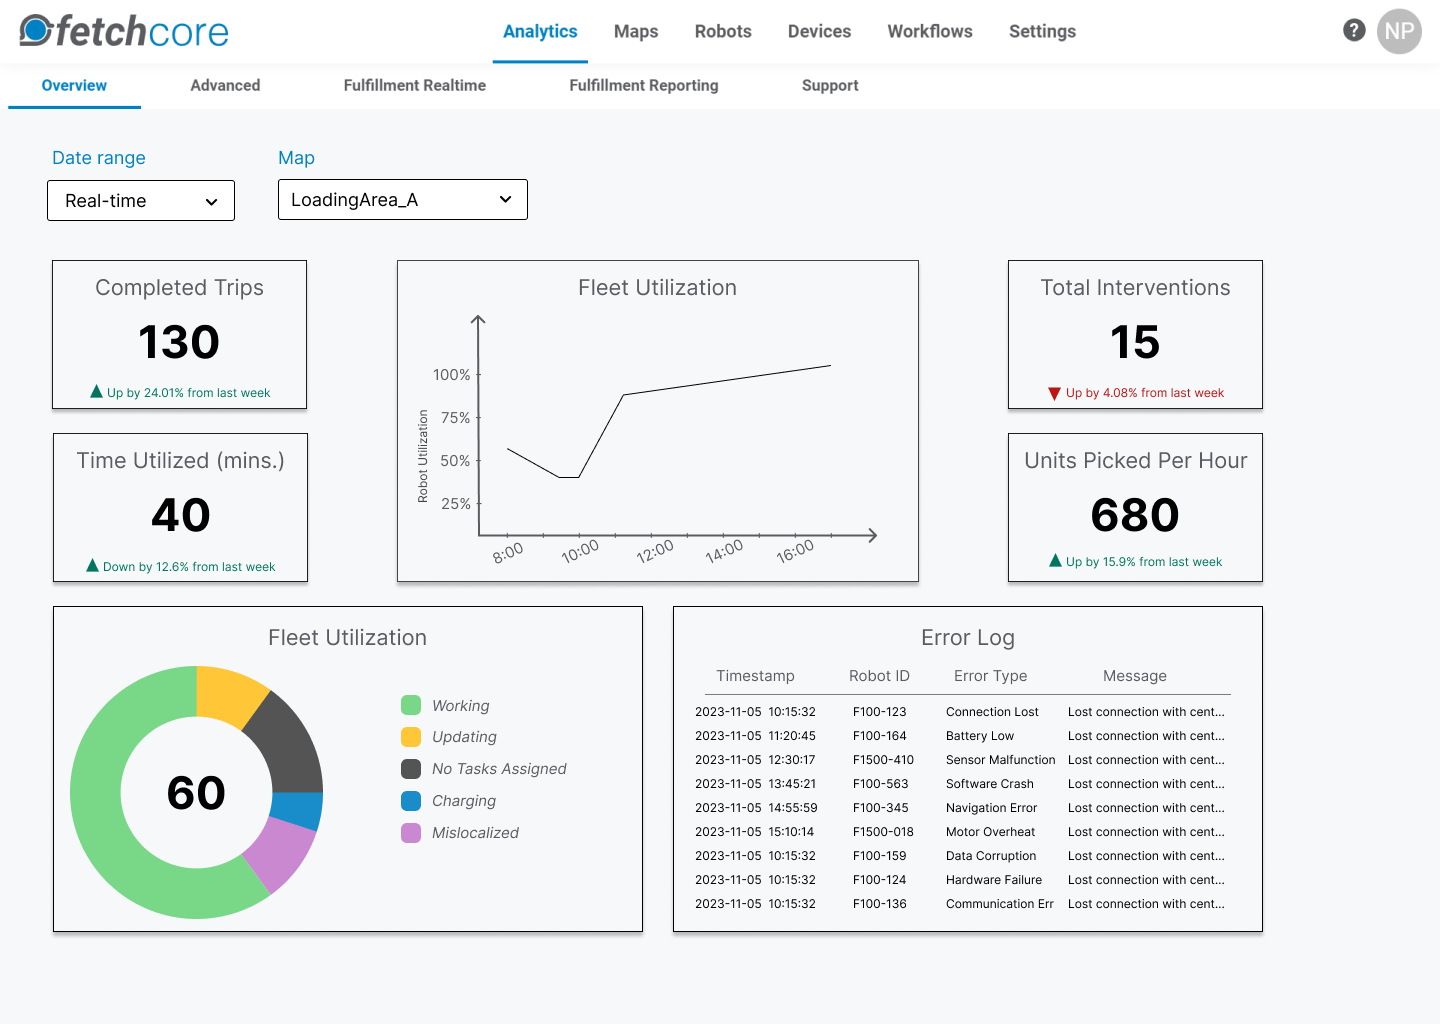 fetchcore
Analytics Maps Robots Devices Workflows Settings
? NP
Overview Advanced Fulfillment Realtime Fulfillment Reporting Support
Date range Map
Real-time LoadingArea_A
Completed Trips
130
Up by 24.01% from last week
Time Utilized (mins.)
40
Down by 12.6% from last week
Fleet Utilization
Robot Utilization
100%
75%
50%
25%
8:00 10:00 12:00 14:00 16:00
Total Interventions
15
Up by 4.08% from last week
Units Picked Per Hour
680
Up by 15.9% from last week
Fleet Utilization
60
Working
Updating
No Tasks Assigned
Charging
Mislocalized
Error Log
Timestamp Robot ID Error Type Message
2023-11-05 10:15:32 F100-123 Connection Lost Lost connection with cent...
2023-11-05 11:20:45 F100-164 Battery Low Lost connection with cent...
2023-11-05 12:30:17 F1500-410 Sensor Malfunction Lost connection with cent...
2023-11-05 13:45:21 F100-563 Software Crash Lost connection with cent...
2023-11-05 14:55:59 F100-345 Navigation Error Lost connection with cent...
2023-11-05 15:10:14 F1500-018 Motor Overheat Lost connection with cent...
2023-11-05 10:15:32 F100-159 Data Corruption Lost connection with cent...
2023-11-05 10:15:32 F100-124 Hardware Failure Lost connection with cent...
2023-11-05 10:15:32 F100-136 Communication Err Lost connection with cent...